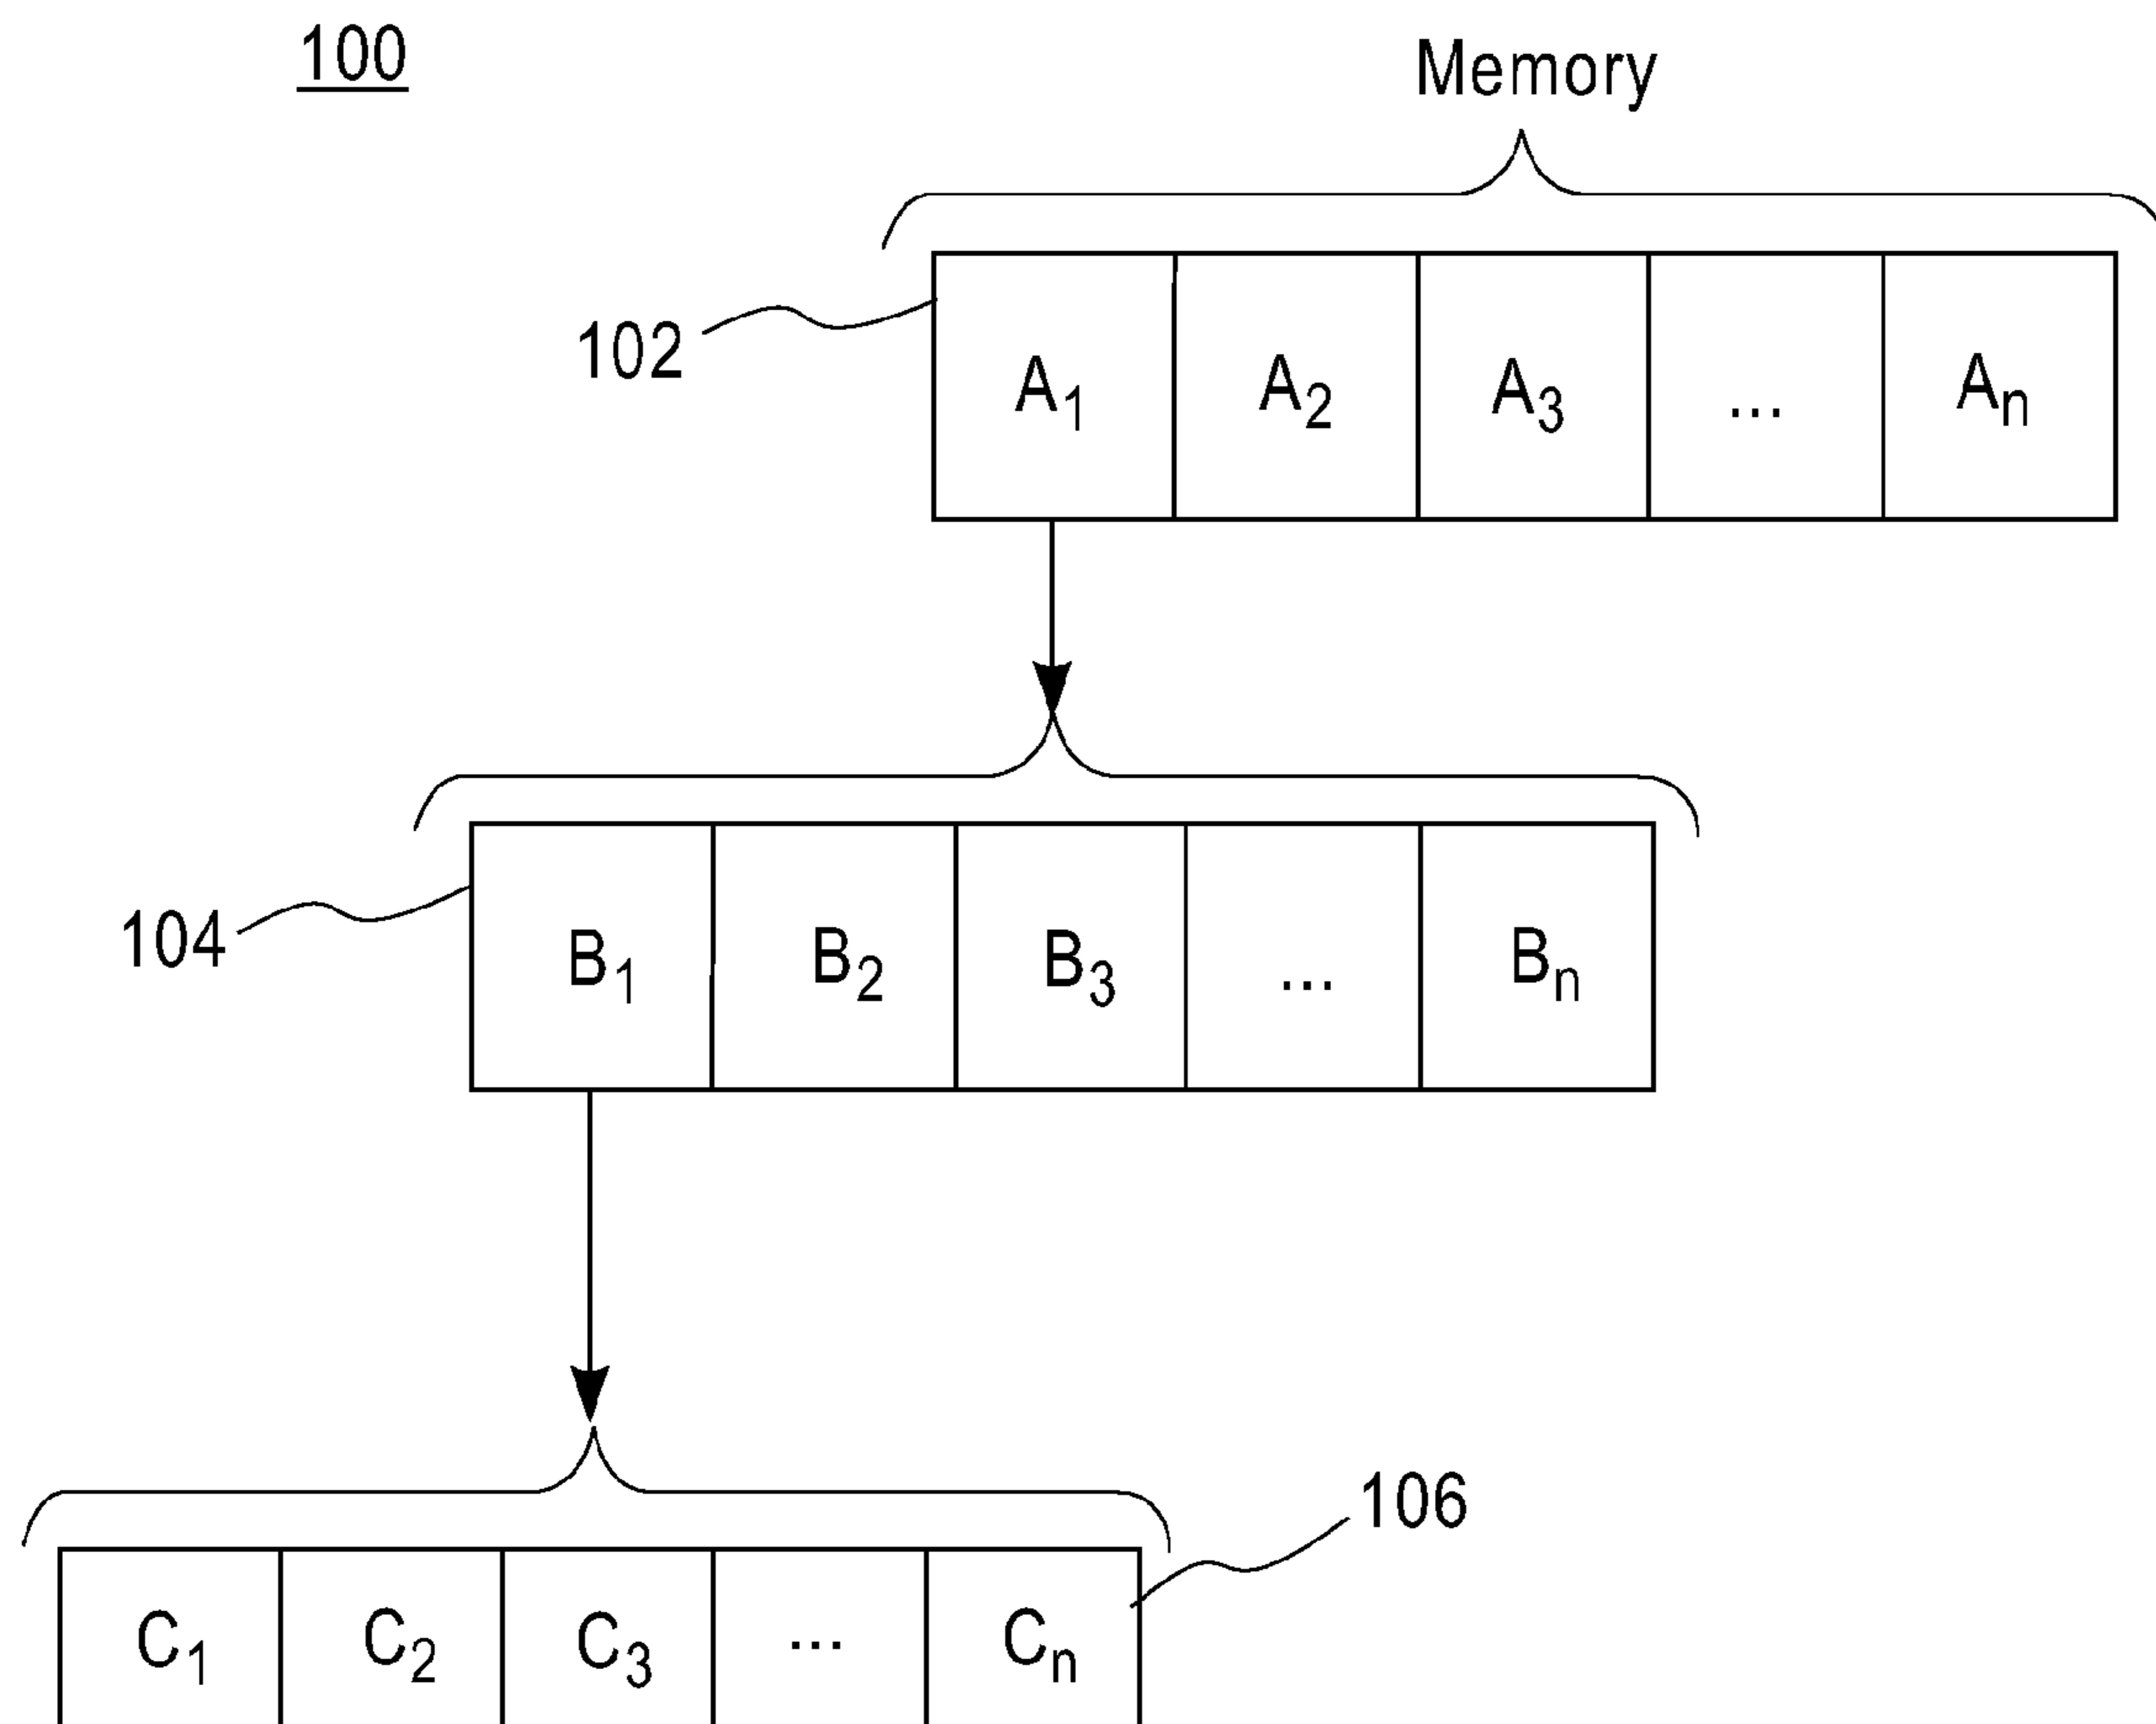 100
Memory
102
A1 A2 A3 ... An
104
B1 B2 B3 ... Bn
106
C1 C2 C3 ... Cn